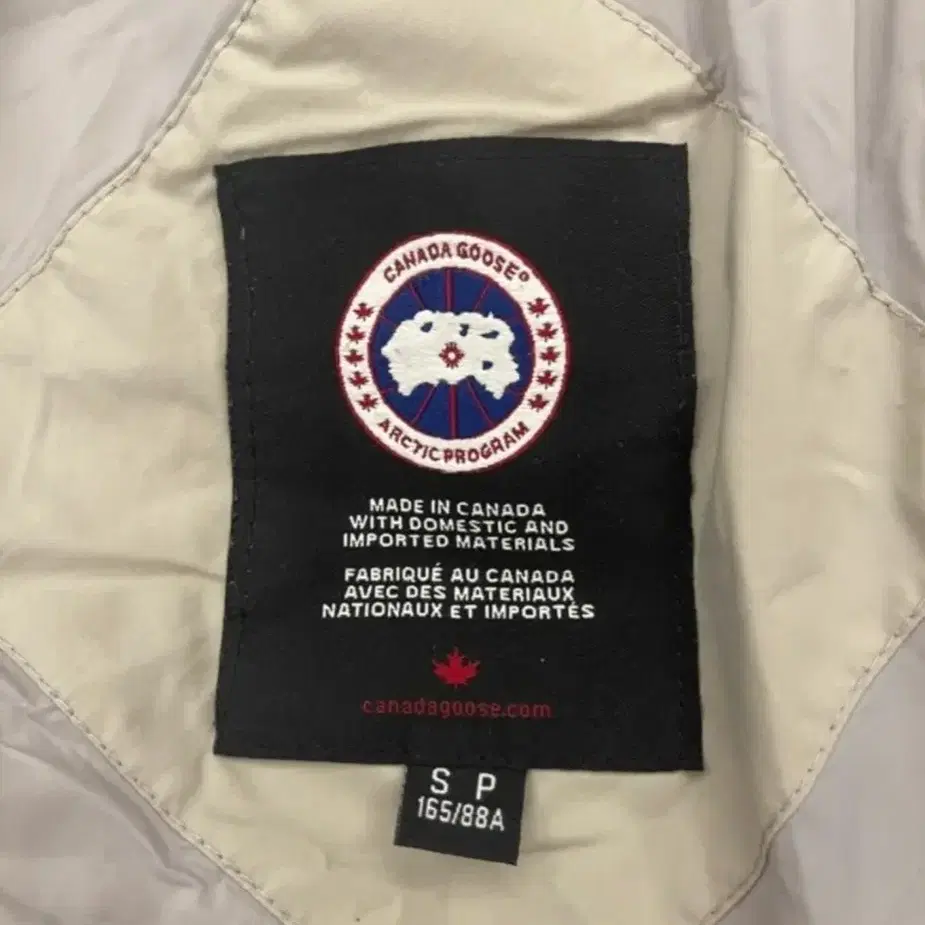 CANADA GOOSE®
ARCTIC PROGRAM
MADE IN CANADA
WITH DOMESTIC AND
IMPORTED MATERIALS
FABRIQUÉ AU CANADA
AVEC DES MATERIAUX
NATIONAUX ET IMPORTÉS
canadagoose.com
S P
165/88A